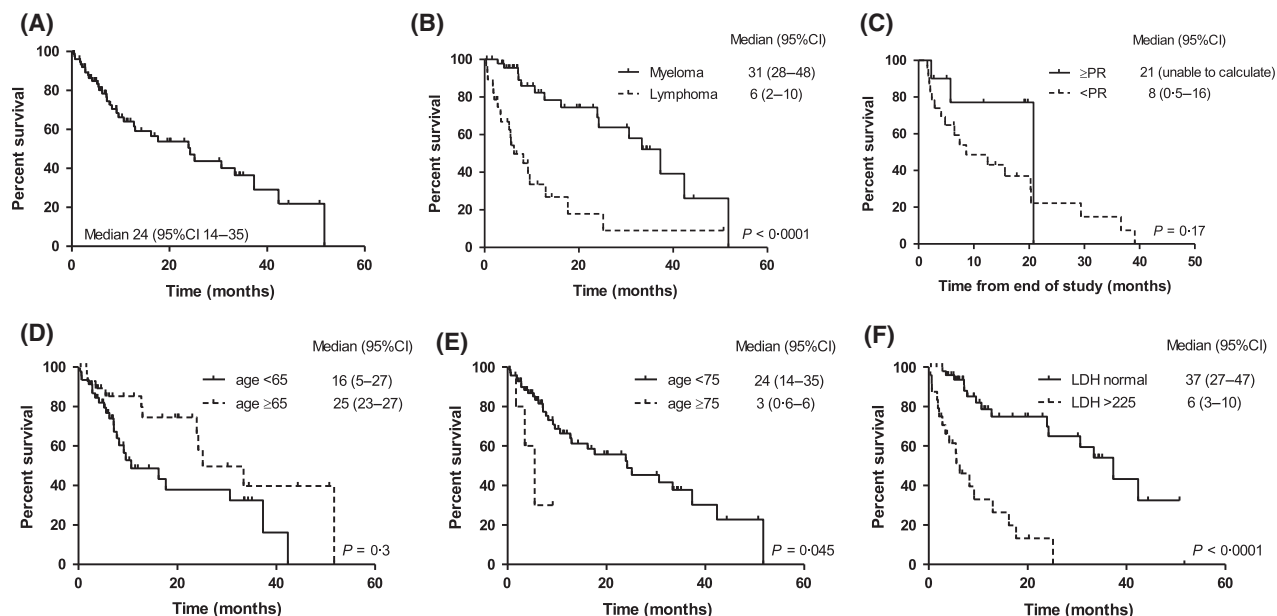 (A)
100
80
60
40
20
0
Percent survival
Median 24 (95%CI 14–35)
0 20 40 60
Time (months)
(B)
Median (95%CI)
Myeloma 31 (28–48)
Lymphoma 6 (2–10)
100
80
60
40
20
0
Percent survival
P < 0·0001
0 20 40 60
Time (months)
(C)
Median (95%CI)
≥PR 21 (unable to calculate)
<PR 8 (0·5–16)
100
80
60
40
20
0
Percent survival
P = 0·17
0 10 20 30 40 50
Time from end of study (months)
(D)
Median (95%CI)
age <65 16 (5–27)
age ≥65 25 (23–27)
100
80
60
40
20
0
Percent survival
P = 0·3
0 20 40 60
Time (months)
(E)
Median (95%CI)
age <75 24 (14–35)
age ≥75 3 (0·6–6)
100
80
60
40
20
0
Percent survival
P = 0·045
0 20 40 60
Time (months)
(F)
Median (95%CI)
LDH normal 37 (27–47)
LDH >225 6 (3–10)
100
80
60
40
20
0
Percent survival
P < 0·0001
0 20 40 60
Time (months)